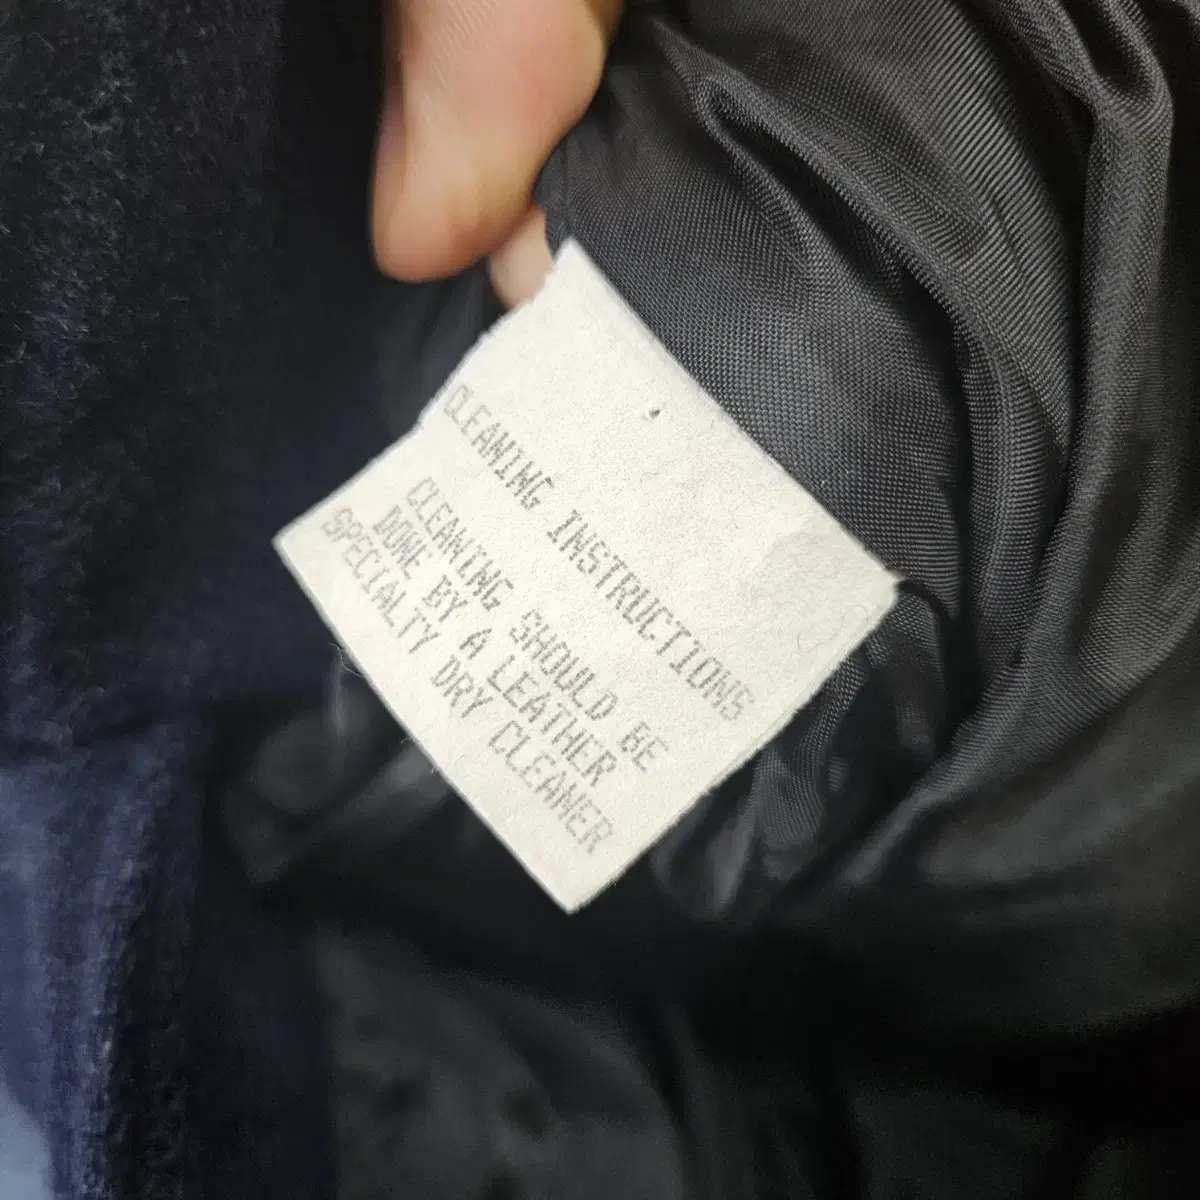 CLEANING INSTRUCTIONS
CLEANING SHOULD BE
DONE BY A LEATHER
SPECIALTY DRY CLEANER